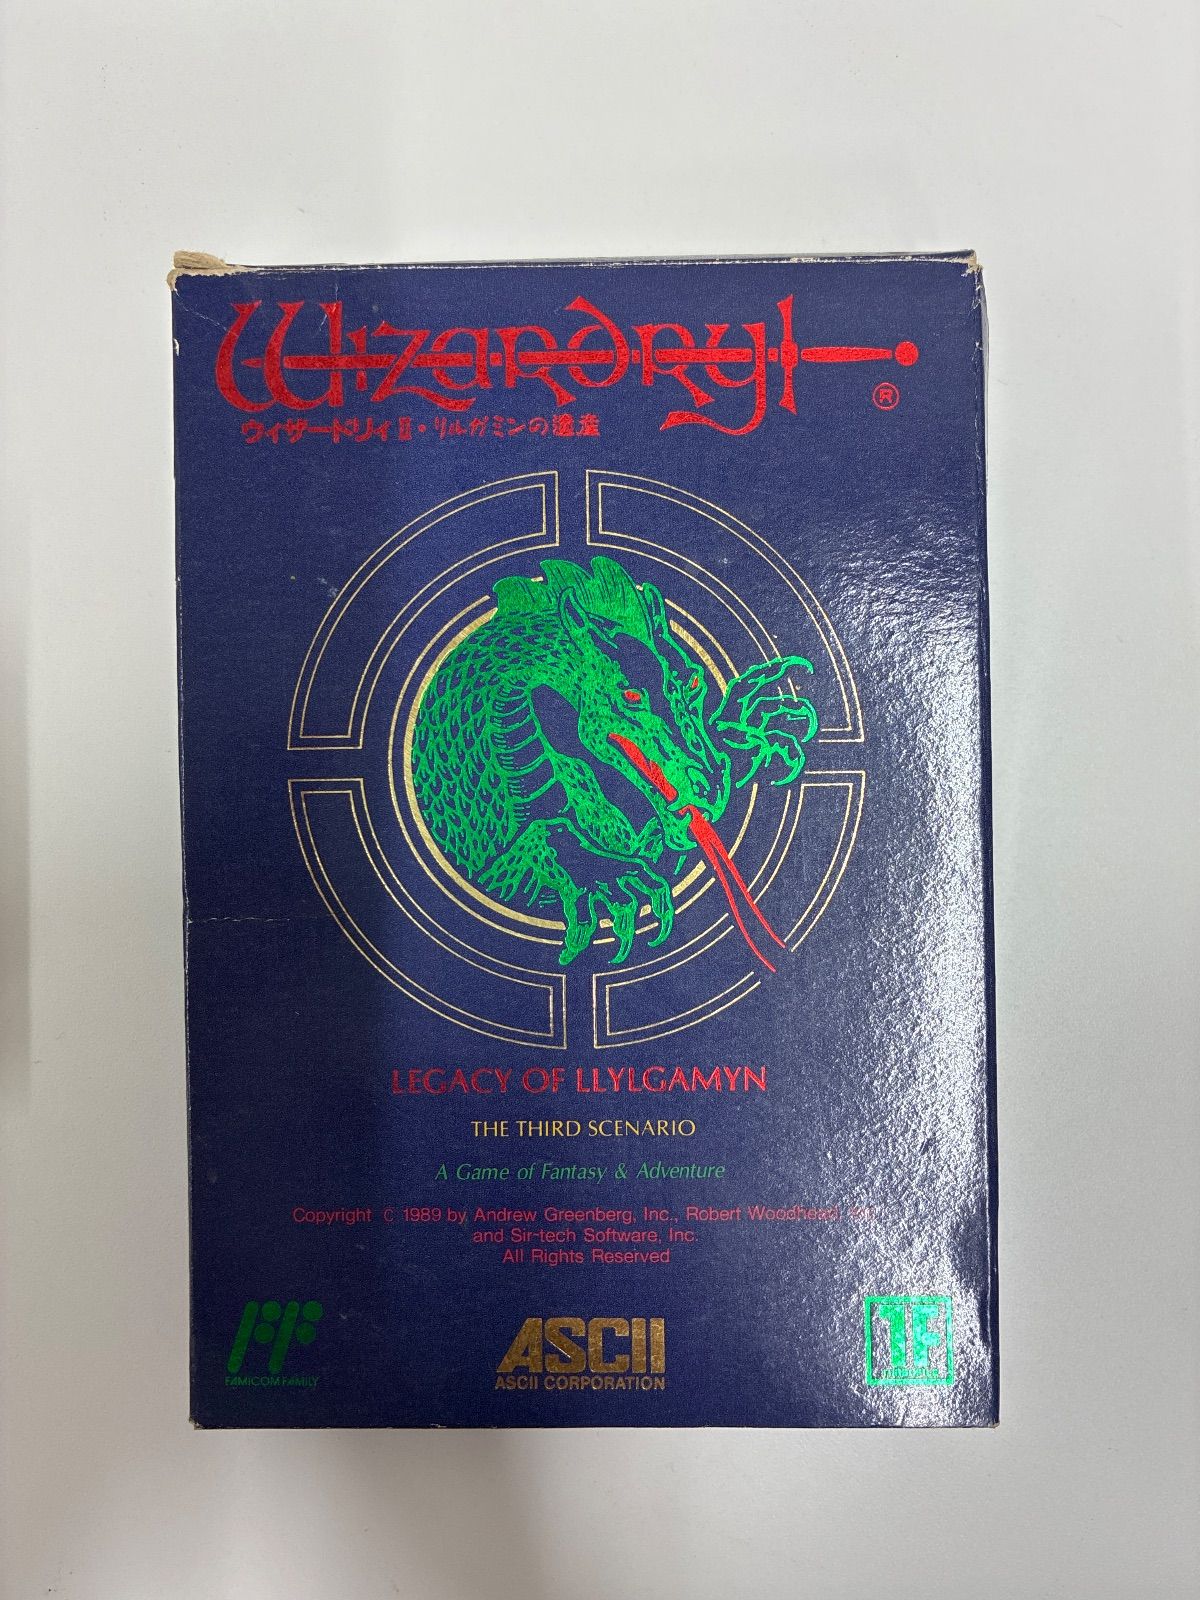 Wizardry
®
ウィザードリィⅡ・リルガミンの遺産
LEGACY OF LLYLGAMYN
THE THIRD SCENARIO
A Game of Fantasy & Adventure
Copyright C 1989 by Andrew Greenberg, Inc., Robert Woodhead,
and Sir-tech Software, Inc.
All Rights Reserved
FF
FAMICOM FAMILY
ASCII
ASCII CORPORATION
1F